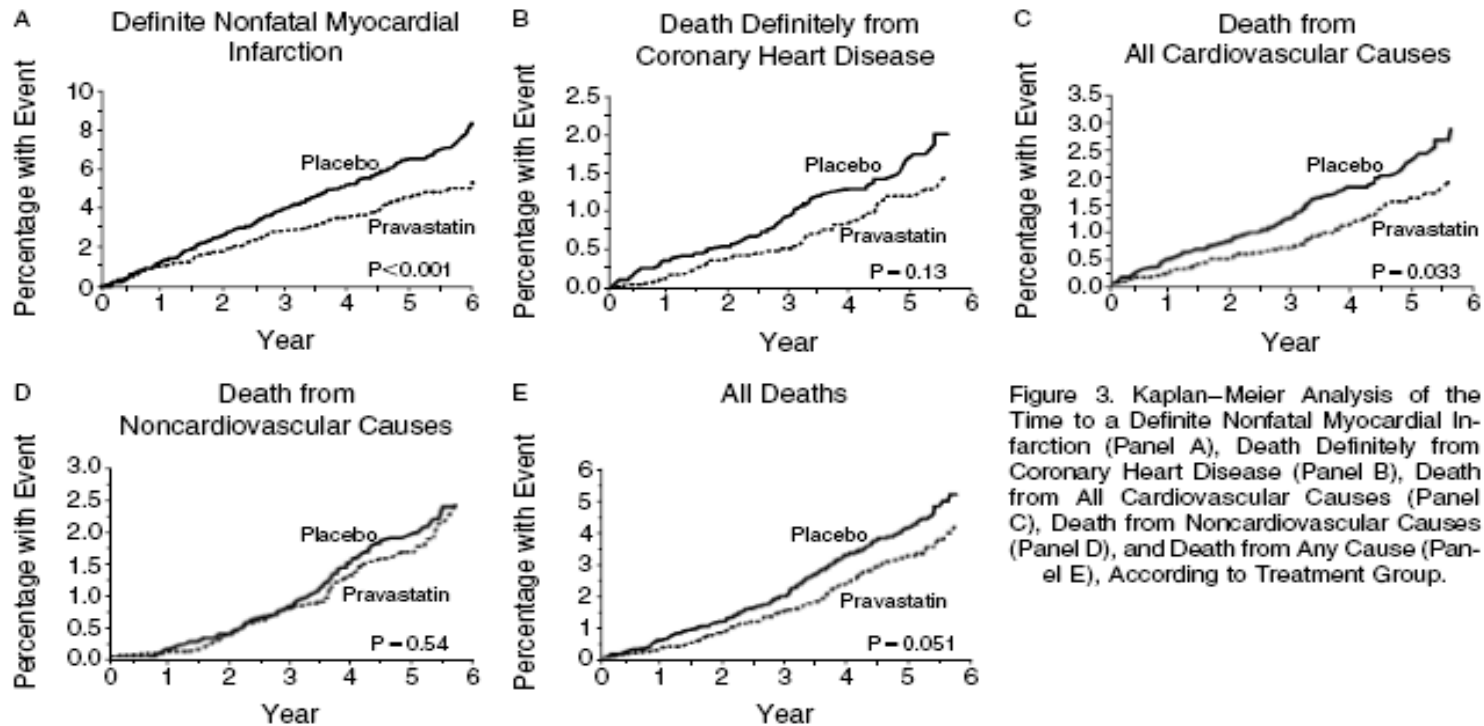 A
Definite Nonfatal Myocardial
Infarction
Percentage with Event
10
8
6
4
2
0
Placebo
Pravastatin
P<0.001
0 1 2 3 4 5 6
Year
B
Death Definitely from
Coronary Heart Disease
Percentage with Event
2.5
2.0
1.5
1.0
0.5
0.0
Placebo
Pravastatin
P=0.13
0 1 2 3 4 5 6
Year
C
Death from
All Cardiovascular Causes
Percentage with Event
3.5
3.0
2.5
2.0
1.5
1.0
0.5
0.0
Placebo
Pravastatin
P=0.033
0 1 2 3 4 5 6
Year
D
Death from
Noncardiovascular Causes
Percentage with Event
3.0
2.5
2.0
1.5
1.0
0.5
0.0
Placebo
Pravastatin
P=0.54
0 1 2 3 4 5 6
Year
E
All Deaths
Percentage with Event
6
5
4
3
2
1
0
Placebo
Pravastatin
P=0.051
0 1 2 3 4 5 6
Year
Figure 3. Kaplan–Meier Analysis of the
Time to a Definite Nonfatal Myocardial In-
farction (Panel A), Death Definitely from
Coronary Heart Disease (Panel B), Death
from All Cardiovascular Causes (Panel
C), Death from Noncardiovascular Causes
(Panel D), and Death from Any Cause (Pan-
el E), According to Treatment Group.